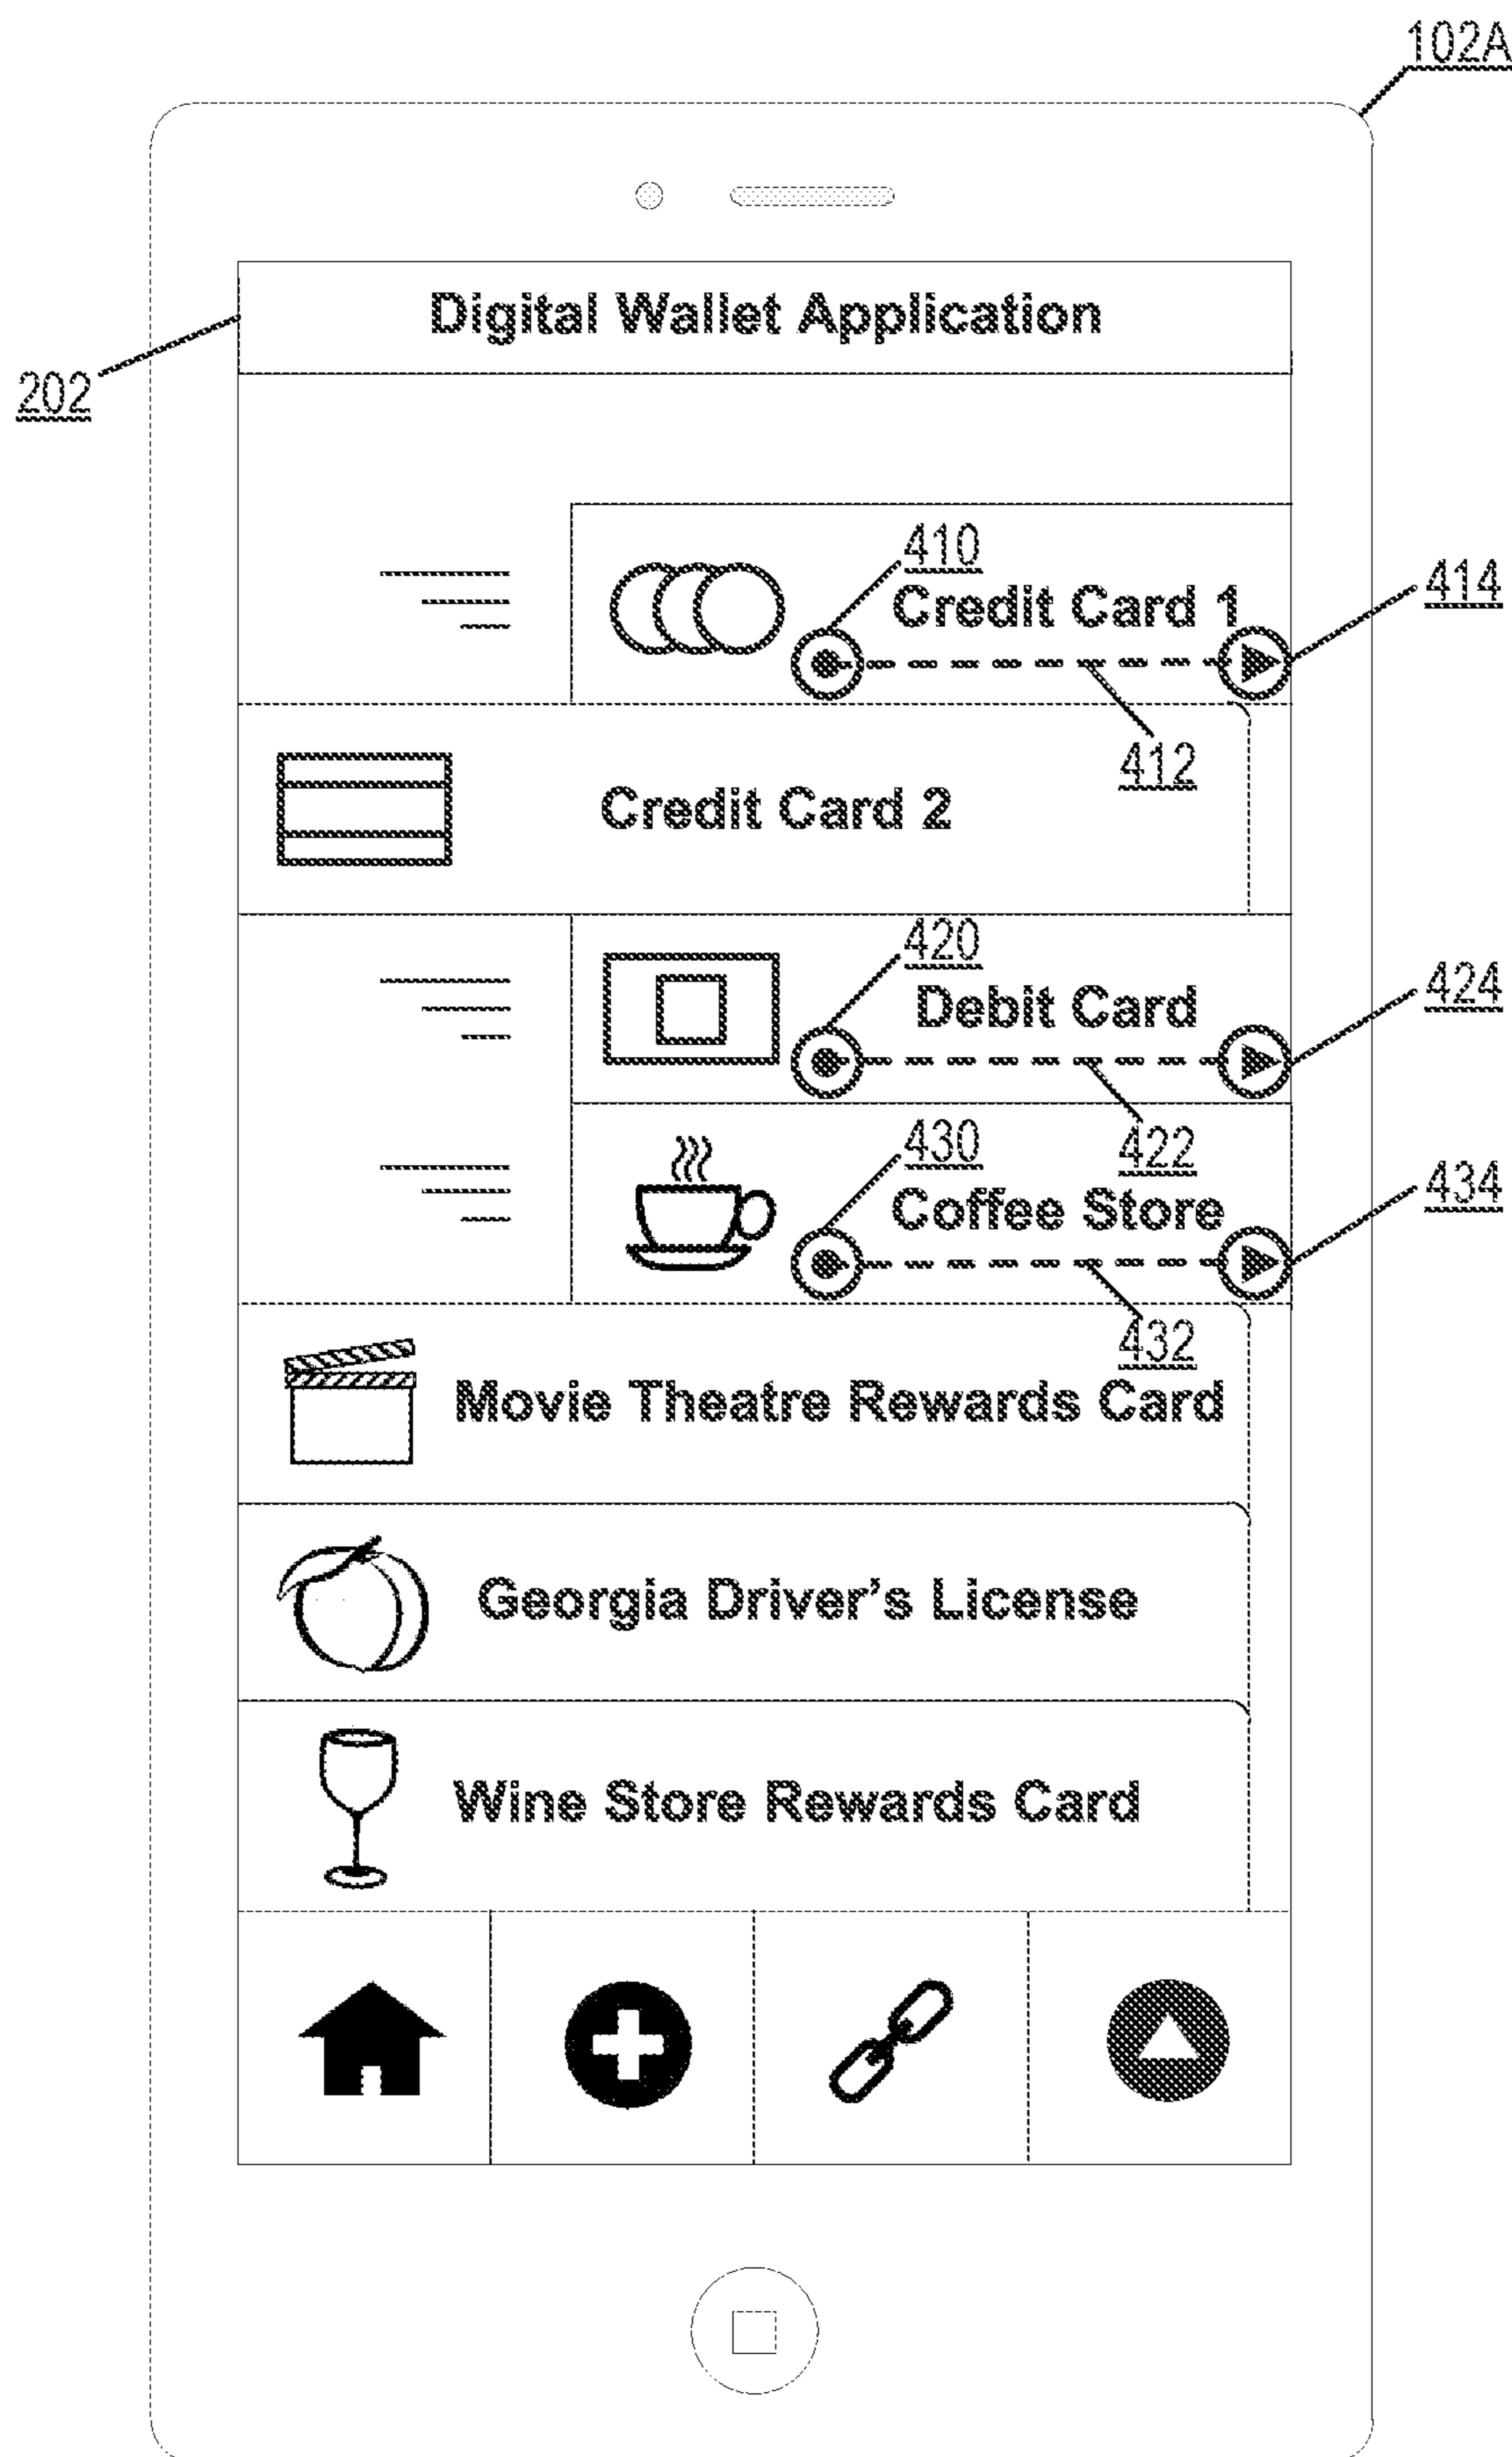 102A
Digital Wallet Application
202
410
Credit Card 1
414
412
Credit Card 2
420
Debit Card
424
422
430
Coffee Store
434
432
Movie Theatre Rewards Card
Georgia Driver's License
Wine Store Rewards Card